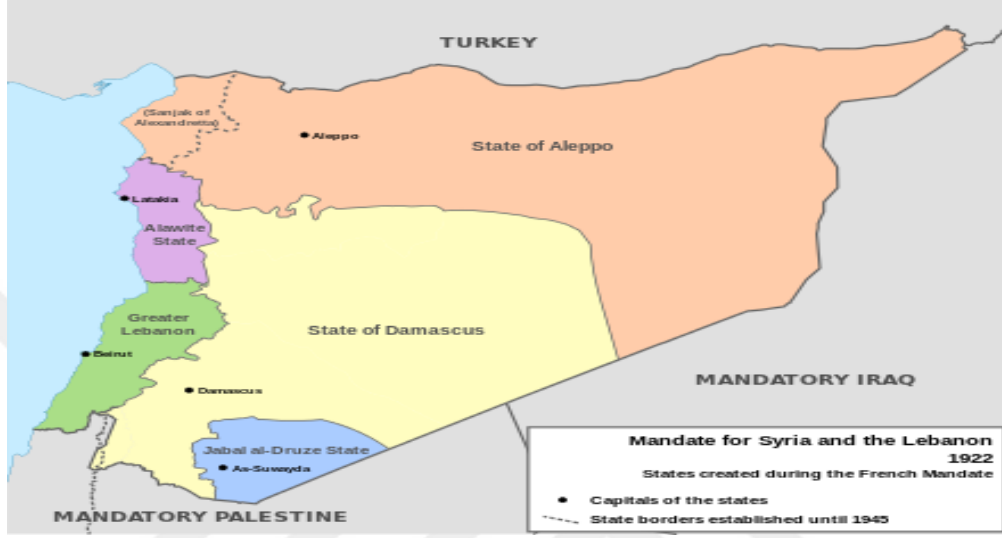 TURKEY
(Sanjak of
Alexandretta)
Aleppo
State of Aleppo
Latakia
Alawite
State
Greater
Lebanon
State of Damascus
Beirut
MANDATORY IRAQ
Damascus
Jabal al-Druze State
As-Suwayda
MANDATORY PALESTINE
Mandate for Syria and the Lebanon
1922
States created during the French Mandate
Capitals of the states
State borders established until 1945